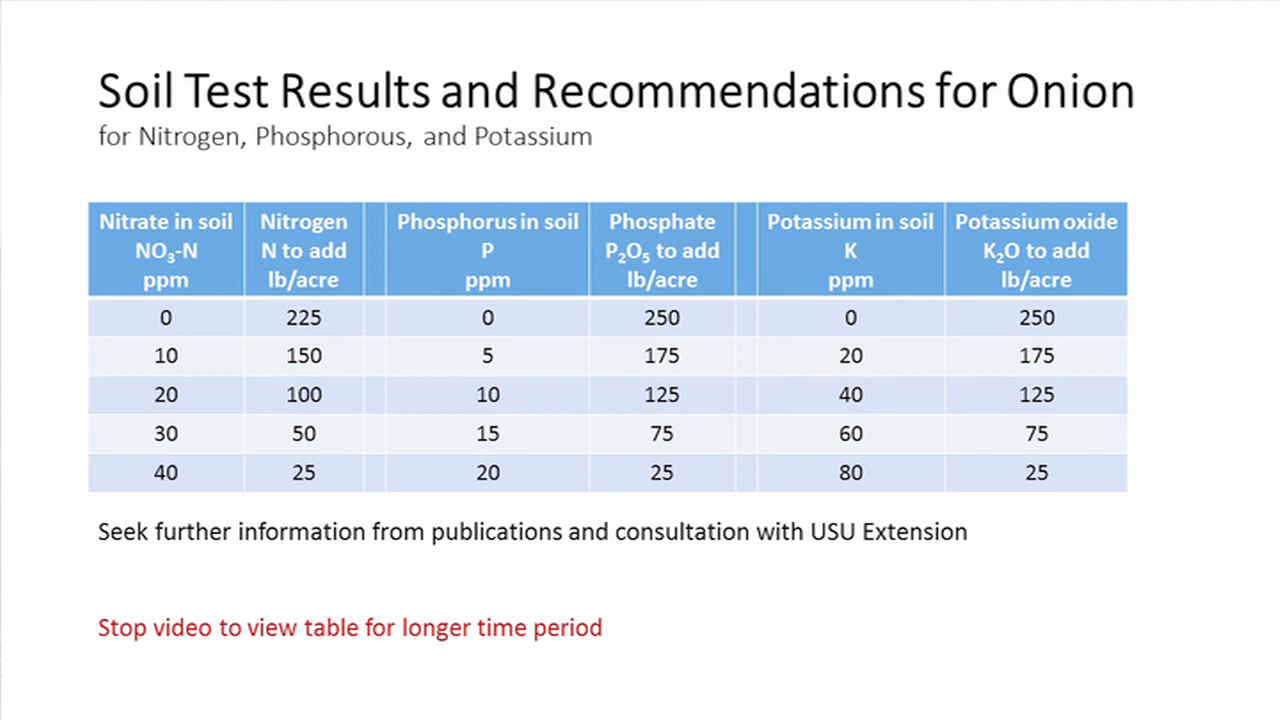 Soil Test Results and Recommendations for Onion
for Nitrogen, Phosphorous, and Potassium
Nitrate in soil NO₃-N ppm | Nitrogen N to add lb/acre | Phosphorus in soil P ppm | Phosphate P₂O₅ to add lb/acre | Potassium in soil K ppm | Potassium oxide K₂O to add lb/acre
0 | 225 | 0 | 250 | 0 | 250
10 | 150 | 5 | 175 | 20 | 175
20 | 100 | 10 | 125 | 40 | 125
30 | 50 | 15 | 75 | 60 | 75
40 | 25 | 20 | 25 | 80 | 25
Seek further information from publications and consultation with USU Extension
Stop video to view table for longer time period